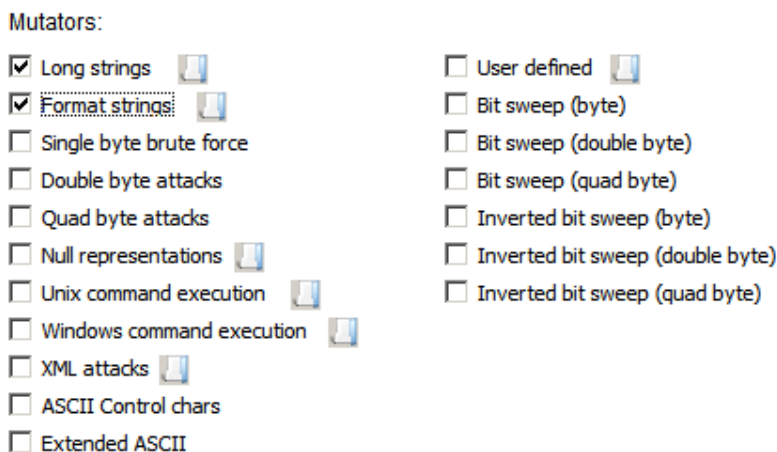 Mutators:
Long strings
Format strings
Single byte brute force
Double byte attacks
Quad byte attacks
Null representations
Unix command execution
Windows command execution
XML attacks
ASCII Control chars
Extended ASCII
User defined
Bit sweep (byte)
Bit sweep (double byte)
Bit sweep (quad byte)
Inverted bit sweep (byte)
Inverted bit sweep (double byte)
Inverted bit sweep (quad byte)